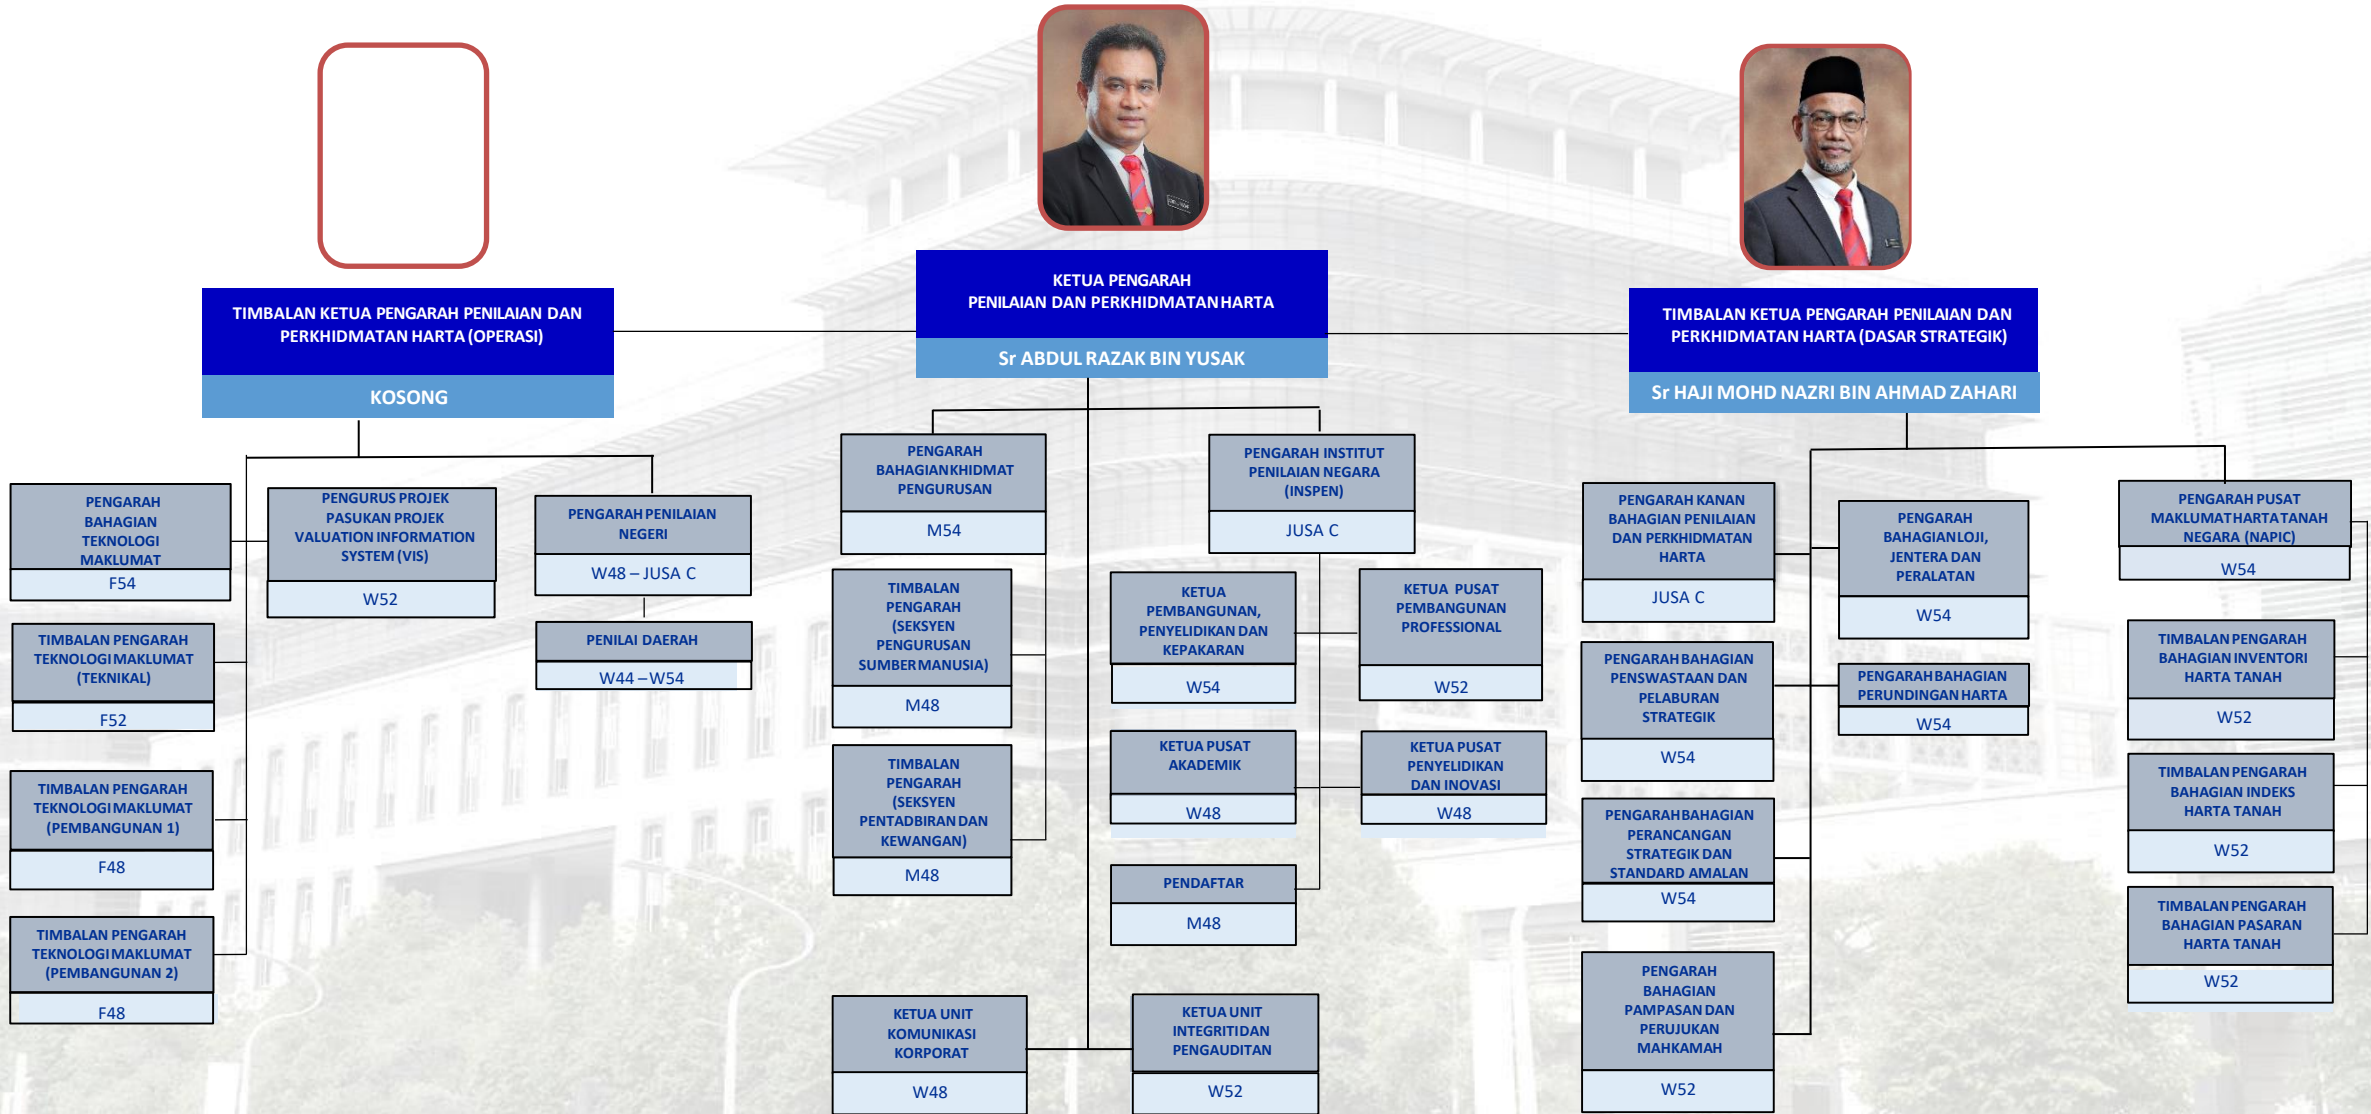 KETUA PENGARAH
PENILAIAN DAN PERKHIDMATAN HARTA
Sr ABDUL RAZAK BIN YUSAK
TIMBALAN KETUA PENGARAH PENILAIAN DAN
PERKHIDMATAN HARTA (OPERASI)
KOSONG
TIMBALAN KETUA PENGARAH PENILAIAN DAN
PERKHIDMATAN HARTA (DASAR STRATEGIK)
Sr HAJI MOHD NAZRI BIN AHMAD ZAHARI
PENGARAH
BAHAGIAN
TEKNOLOGI
MAKLUMAT
F54
PENGURUS PROJEK
PASUKAN PROJEK
VALUATION INFORMATION
SYSTEM (VIS)
W52
PENGARAH PENILAIAN
NEGERI
W48 – JUSA C
PENILAI DAERAH
W44 – W54
TIMBALAN PENGARAH
TEKNOLOGI MAKLUMAT
(TEKNIKAL)
F52
TIMBALAN PENGARAH
TEKNOLOGI MAKLUMAT
(PEMBANGUNAN 1)
F48
TIMBALAN PENGARAH
TEKNOLOGI MAKLUMAT
(PEMBANGUNAN 2)
F48
PENGARAH
BAHAGIAN KHIDMAT
PENGURUSAN
M54
TIMBALAN
PENGARAH
(SEKSYEN
PENGURUSAN
SUMBER MANUSIA)
M48
TIMBALAN
PENGARAH
(SEKSYEN
PENTADBIRAN DAN
KEWANGAN)
M48
PENGARAH INSTITUT
PENILAIAN NEGARA
(INSPEN)
JUSA C
KETUA
PEMBANGUNAN,
PENYELIDIKAN DAN
KEPAKARAN
W54
KETUA PUSAT
PEMBANGUNAN
PROFESSIONAL
W52
KETUA PUSAT
AKADEMIK
W48
KETUA PUSAT
PENYELIDIKAN
DAN INOVASI
W48
PENDAFTAR
M48
KETUA UNIT
KOMUNIKASI
KORPORAT
W48
KETUA UNIT
INTEGRITI DAN
PENGAUDITAN
W52
PENGARAH KANAN
BAHAGIAN PENILAIAN
DAN PERKHIDMATAN
HARTA
JUSA C
PENGARAH
BAHAGIAN LOJI,
JENTERA DAN
PERALATAN
W54
PENGARAH BAHAGIAN
PENSWASTAAN DAN
PELABURAN
STRATEGIK
W54
PENGARAH BAHAGIAN
PERUNDINGAN HARTA
W54
PENGARAH BAHAGIAN
PERANCANGAN
STRATEGIK DAN
STANDARD AMALAN
W54
PENGARAH
BAHAGIAN
PAMPASAN DAN
PERUJUKAN
MAHKAMAH
W52
PENGARAH PUSAT
MAKLUMAT HARTA TANAH
NEGARA (NAPIC)
W54
TIMBALAN PENGARAH
BAHAGIAN INVENTORI
HARTA TANAH
W52
TIMBALAN PENGARAH
BAHAGIAN INDEKS
HARTA TANAH
W52
TIMBALAN PENGARAH
BAHAGIAN PASARAN
HARTA TANAH
W52